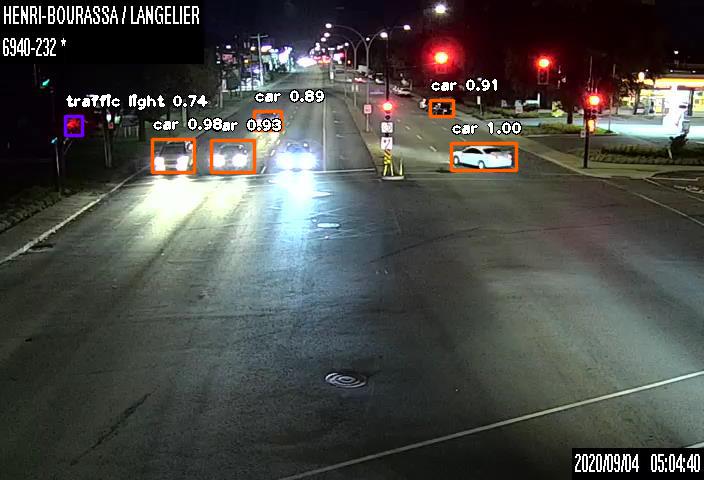 HENRI-BOURASSA / LANGELIER
6940-232 *
traffic light 0.74
car 0.98
ar 0.93
car 0.89
car 0.91
car 1.00
2020/09/04 05:04:40